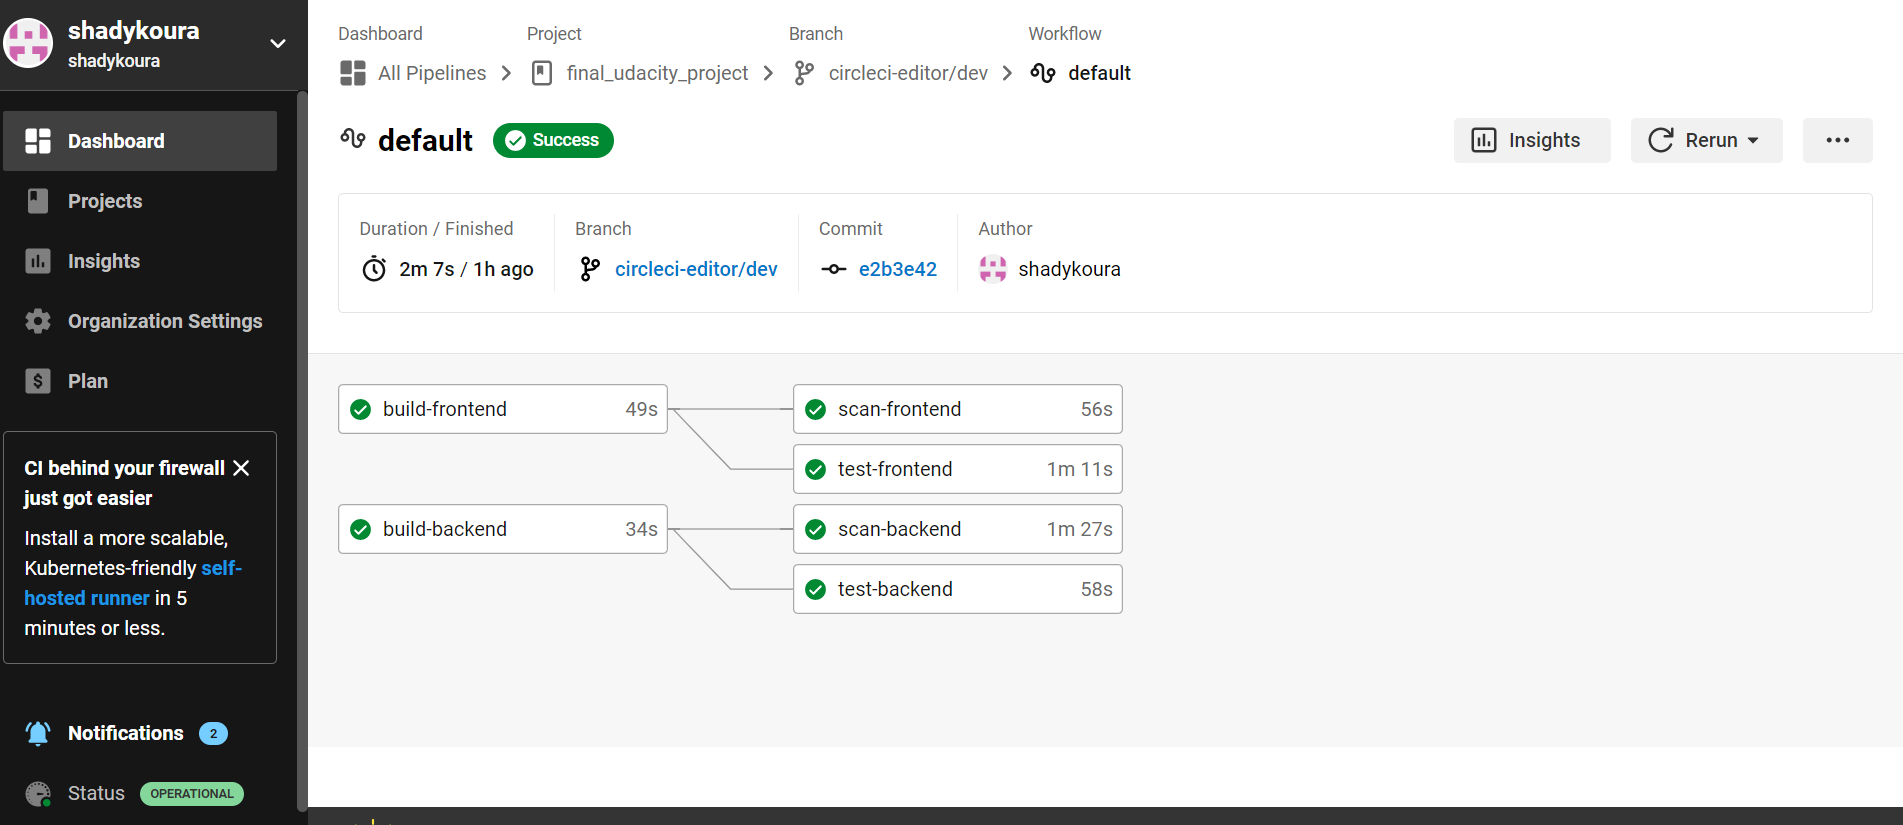 shadykoura
shadykoura
Dashboard
Projects
Insights
Organization Settings
Plan
CI behind your firewall
just got easier
Install a more scalable,
Kubernetes-friendly self-
hosted runner in 5
minutes or less.
Notifications 2
Status OPERATIONAL
Dashboard Project Branch Workflow
All Pipelines final_udacity_project circleci-editor/dev default
default Success Insights Rerun
Duration / Finished Branch Commit Author
2m 7s / 1h ago circleci-editor/dev e2b3e42 shadykoura
build-frontend 49s scan-frontend 56s
test-frontend 1m 11s
build-backend 34s scan-backend 1m 27s
test-backend 58s